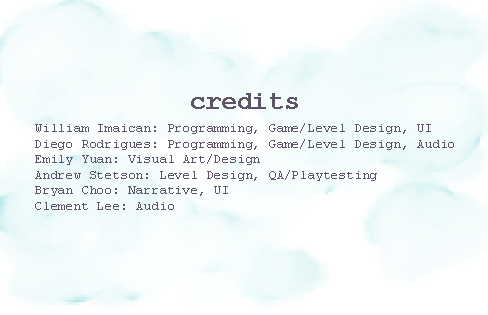 credits
William Imaican: Programming, Game/Level Design, UI
Diego Rodrigues: Programming, Game/Level Design, Audio
Emily Yuan: Visual Art/Design
Andrew Stetson: Level Design, QA/Playtesting
Bryan Choo: Narrative, UI
Clement Lee: Audio